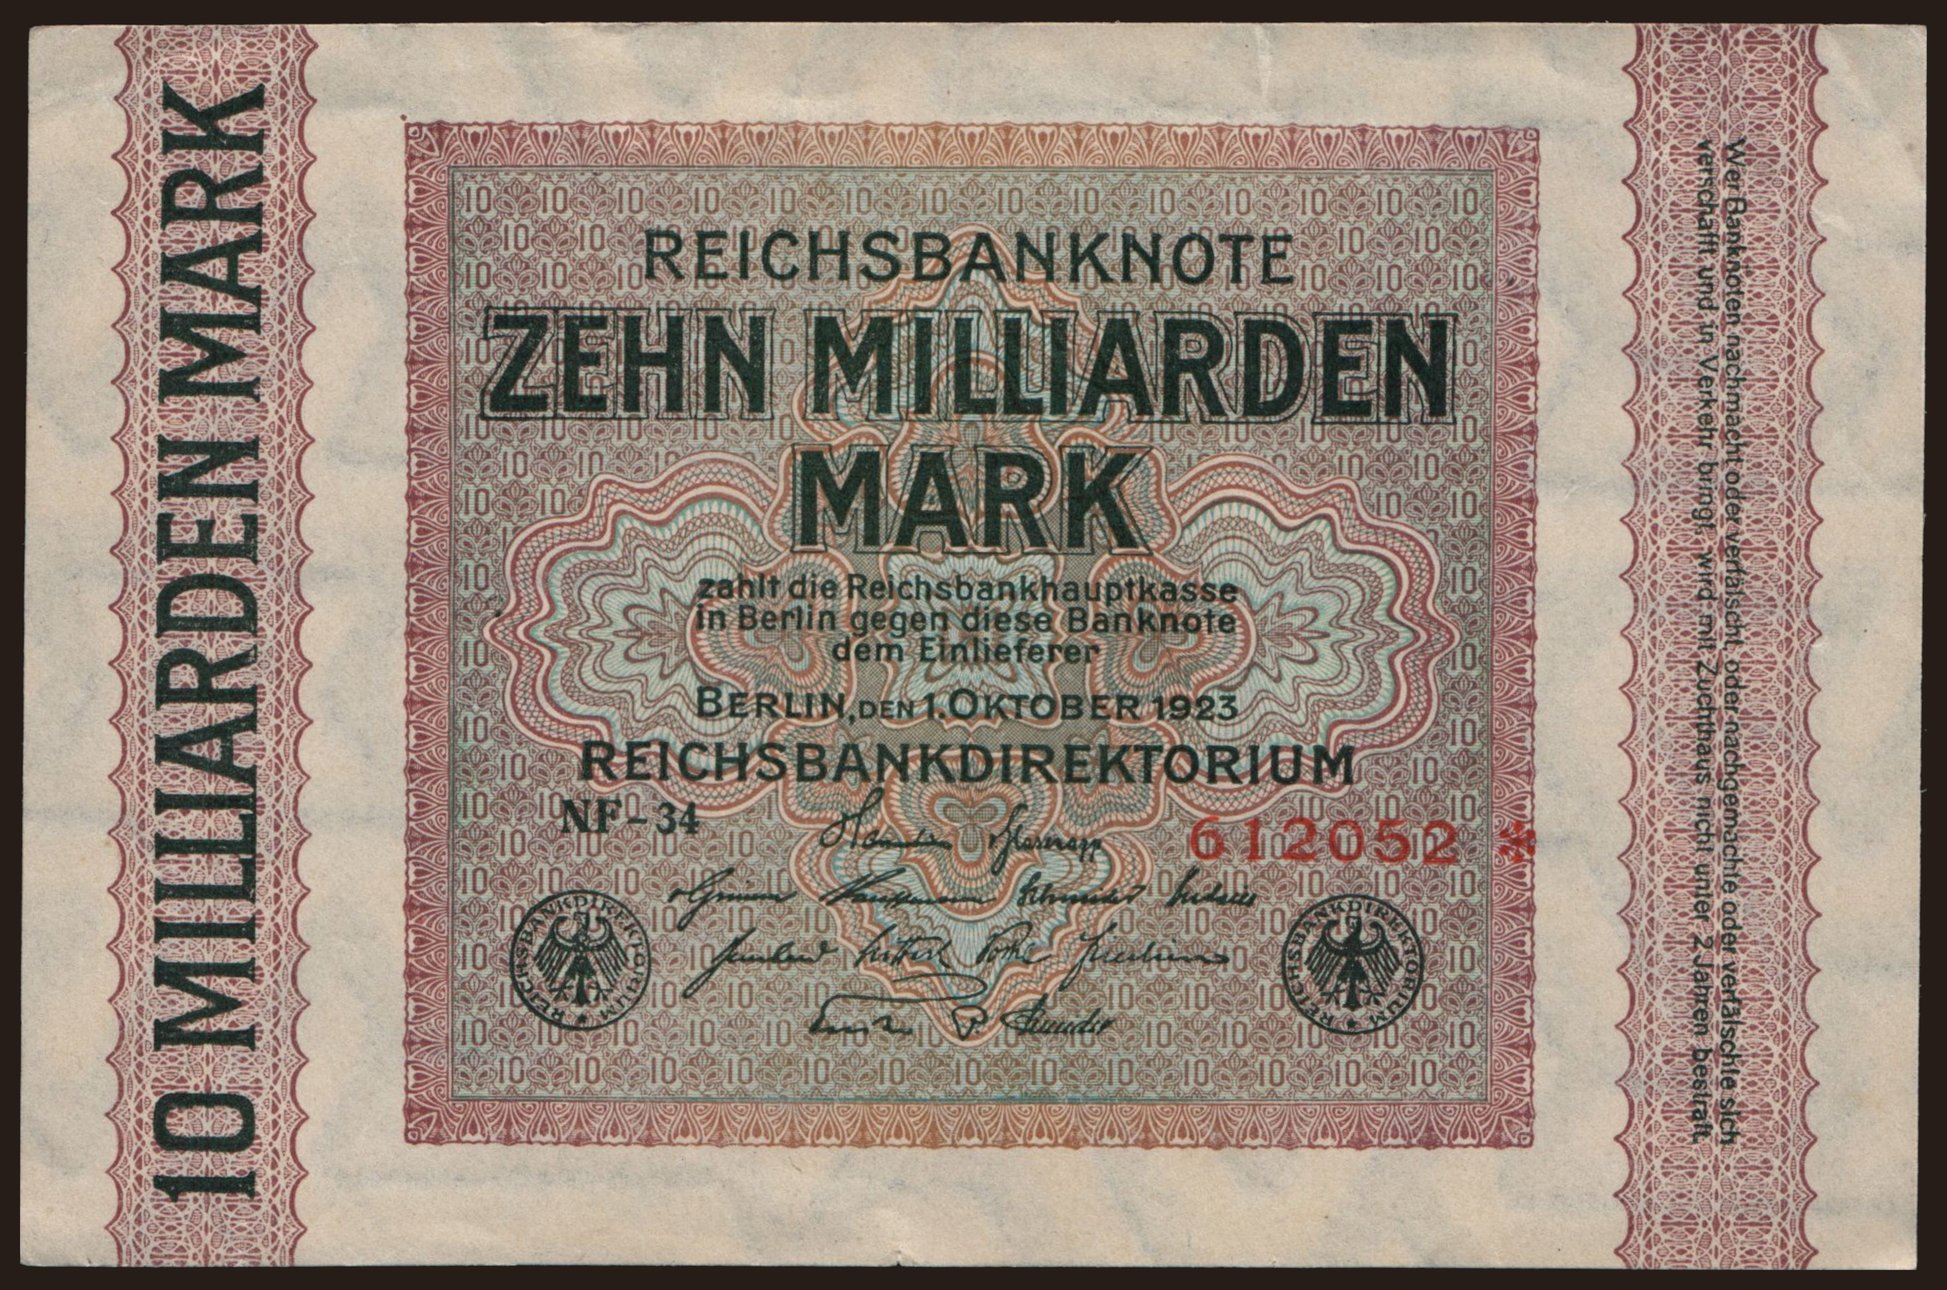 10 MILLIARDEN MARK
REICHSBANKNOTE
ZEHN MILLIARDEN
MARK
zahlt die Reichsbankhauptkasse
in Berlin gegen diese Banknote
dem Einlieferer
BERLIN, DEN 1. OKTOBER 1923
REICHSBANKDIREKTORIUM
NF-34
612052 *
REICHSBANKDIREKTORIUM *
REICHSBANKDIREKTORIUM *
Wer Banknoten nachmacht oder verfälscht, oder nachgemachte oder verfälschte sich
verschafft und in Verkehr bringt, wird mit Zuchthaus nicht unter 2 Jahren bestraft.